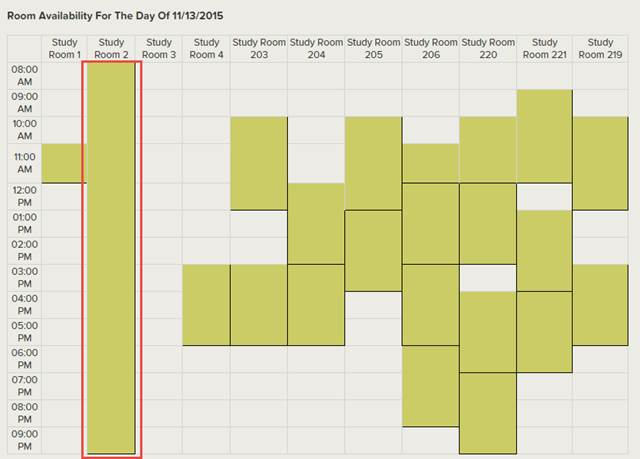 Room Availability For The Day Of 11/13/2015
Study Room 1
Study Room 2
Study Room 3
Study Room 4
Study Room 203
Study Room 204
Study Room 205
Study Room 206
Study Room 220
Study Room 221
Study Room 219
08:00 AM
09:00 AM
10:00 AM
11:00 AM
12:00 PM
01:00 PM
02:00 PM
03:00 PM
04:00 PM
05:00 PM
06:00 PM
07:00 PM
08:00 PM
09:00 PM